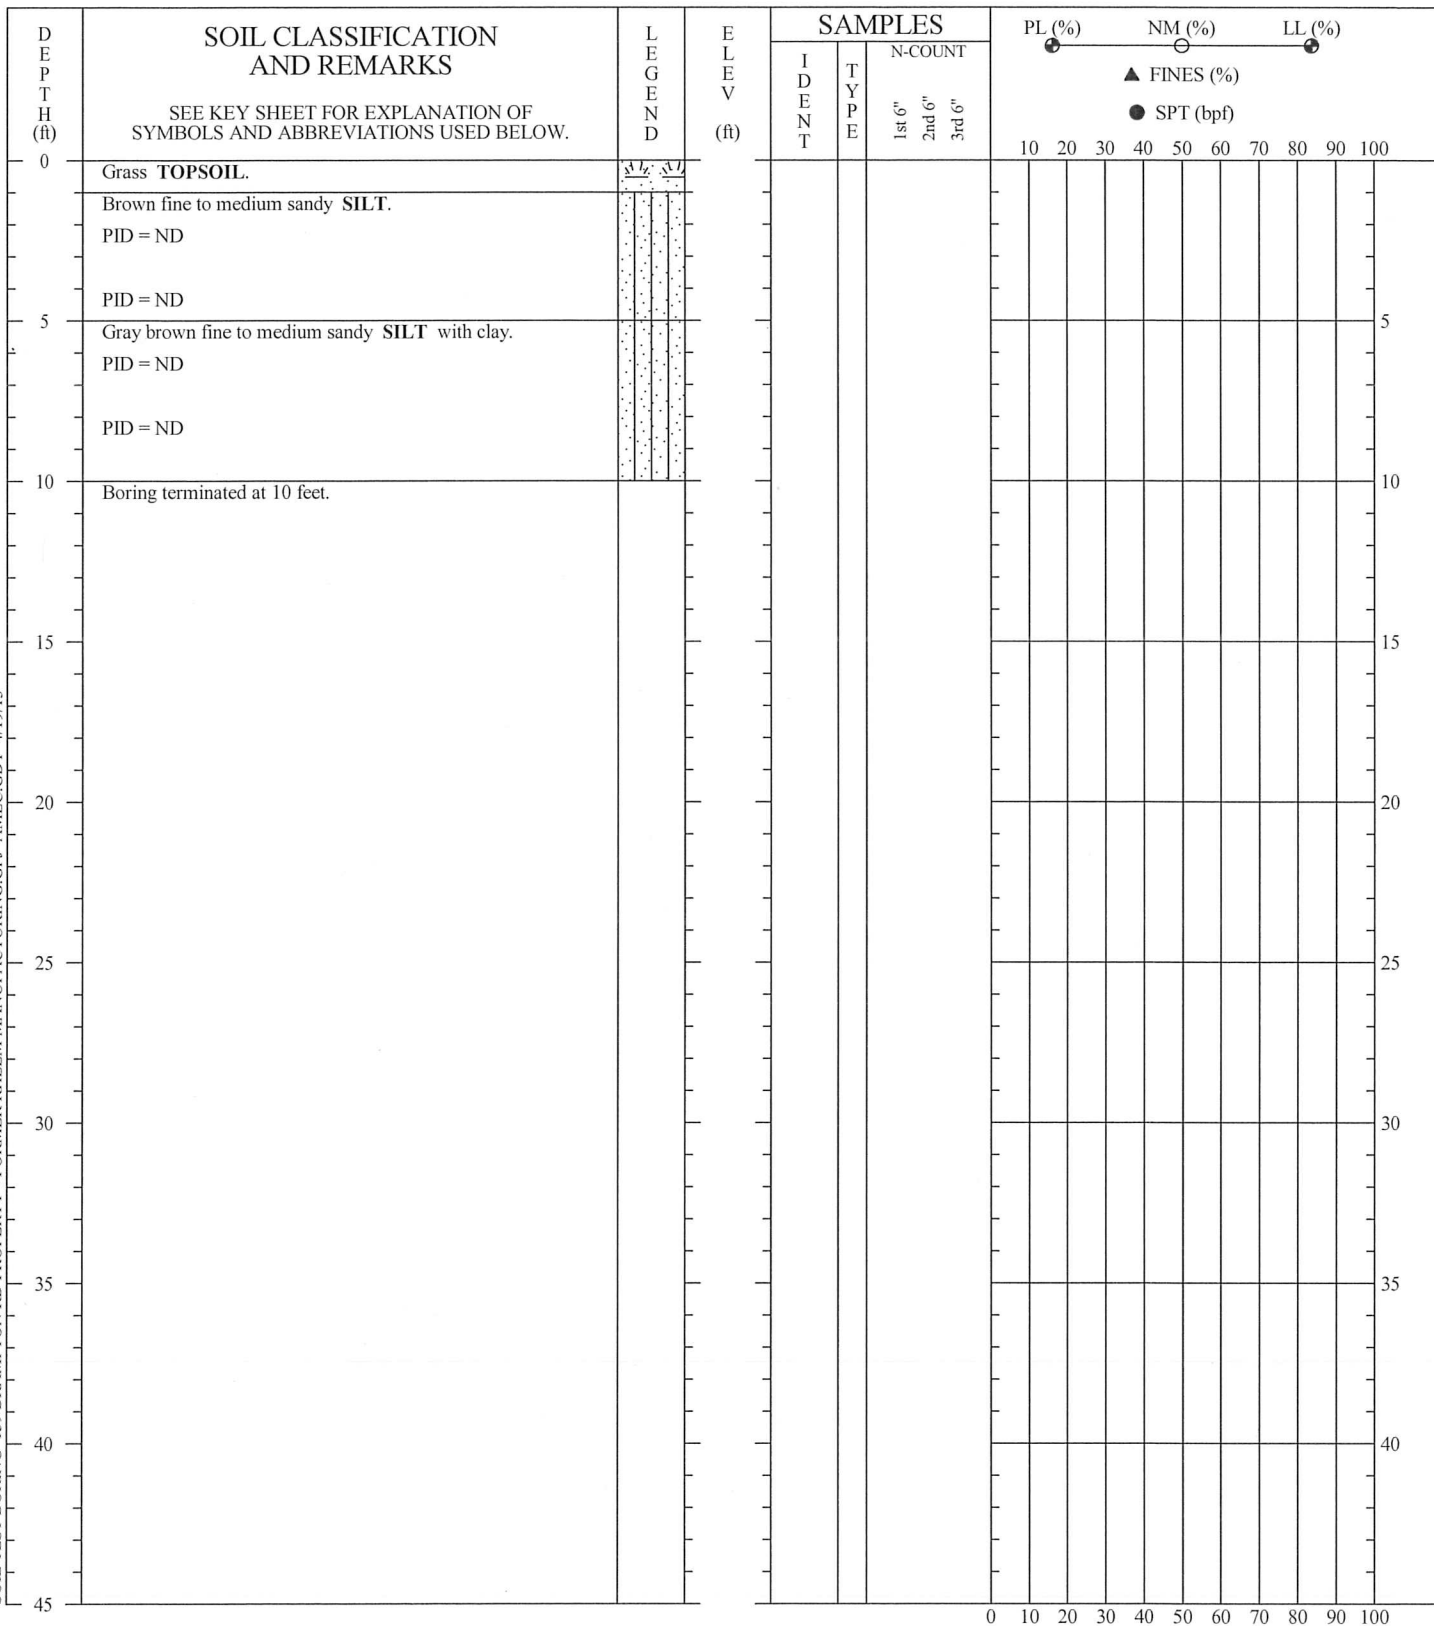 DEPTH (ft)
SOIL CLASSIFICATION
AND REMARKS
SEE KEY SHEET FOR EXPLANATION OF
SYMBOLS AND ABBREVIATIONS USED BELOW.
LEGEND
ELEV (ft)
SAMPLES
IDENT
TYPE
N-COUNT
1st 6"
2nd 6"
3rd 6"
PL (%) NM (%) LL (%)
▲ FINES (%)
● SPT (bpf)
10 20 30 40 50 60 70 80 90 100
0
Grass TOPSOIL.
Brown fine to medium sandy SILT.
PID = ND
PID = ND
5 5
Gray brown fine to medium sandy SILT with clay.
PID = ND
PID = ND
10 10
Boring terminated at 10 feet.
15 15
20 20
25 25
30 30
35 35
40 40
45
0 10 20 30 40 50 60 70 80 90 100